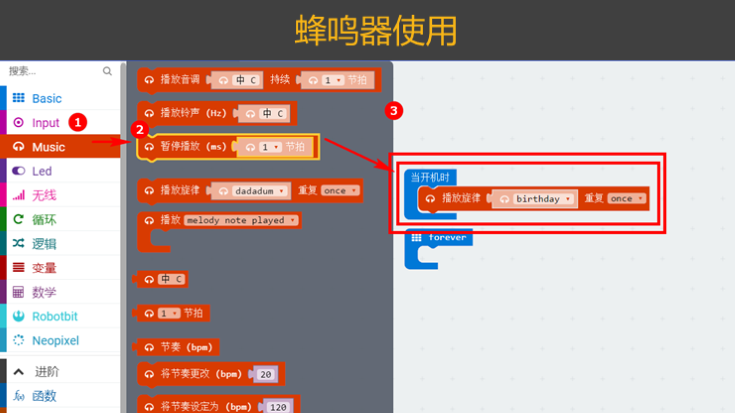 蜂鸣器使用
搜索...
Basic
Input
1
Music
Led
无线
循环
逻辑
变量
数学
Robotbit
Neopixel
进阶
函数
播放音调 中 C 持续 1 节拍
播放铃声 (Hz) 中 C
2
暂停播放 (ms) 1 节拍
播放旋律 dadadum 重复 once
播放 melody note played
中 C
1 节拍
节奏 (bpm)
将节奏更改 (bpm) 20
将节奏设定为 (bpm) 120
3
当开机时
播放旋律 birthday 重复 once
forever